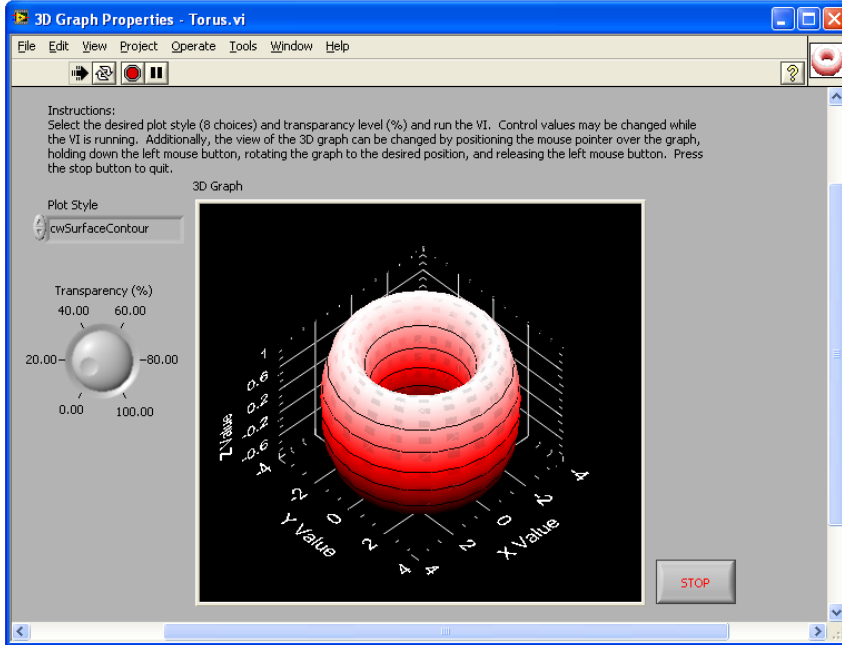 3D Graph Properties - Torus.vi
File Edit View Project Operate Tools Window Help
?
Instructions:
Select the desired plot style (8 choices) and transparancy level (%) and run the VI. Control values may be changed while
the VI is running. Additionally, the view of the 3D graph can be changed by positioning the mouse pointer over the graph,
holding down the left mouse button, rotating the graph to the desired position, and releasing the left mouse button. Press
the stop button to quit.
3D Graph
Plot Style
cwSurfaceContour
Transparency (%)
40.00 60.00
20.00 80.00
0.00 100.00
1
0.6
0.2
-0.2
-0.6
Z Value
-4
-2
0
2
4
Y Value
4
2
0
-2
-4
X Value
STOP